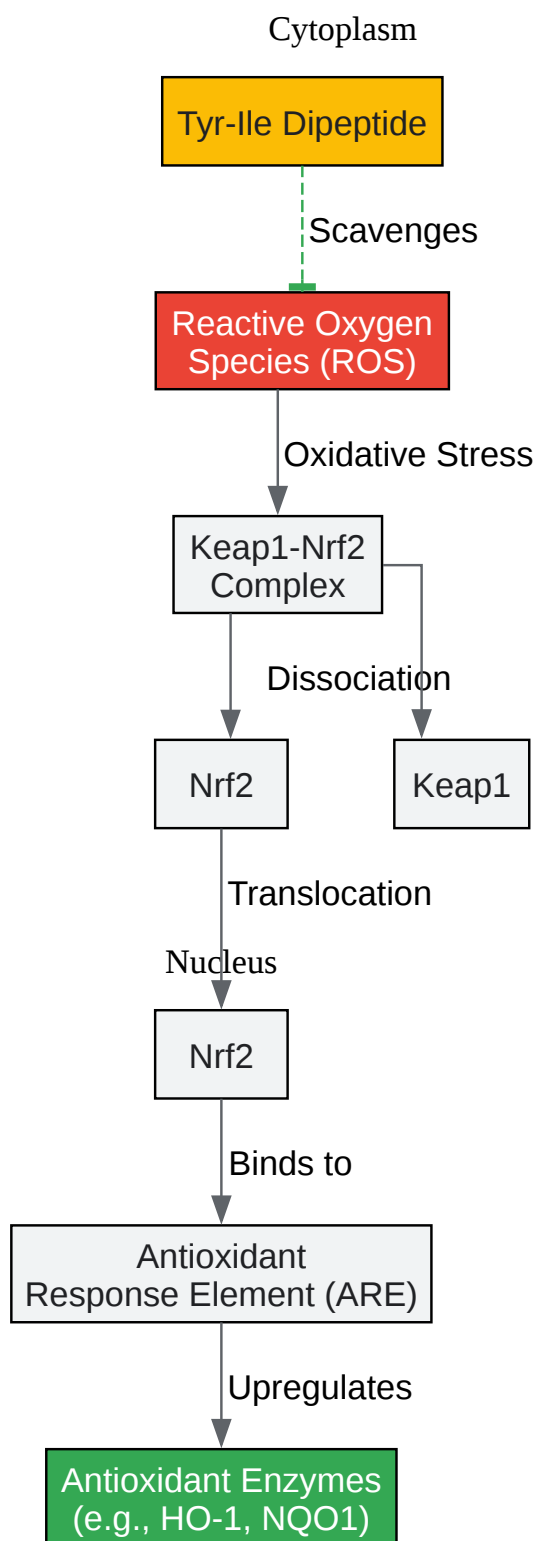 Cytoplasm
Tyr-Ile Dipeptide
Scavenges
Reactive Oxygen
Species (ROS)
Oxidative Stress
Keap1-Nrf2
Complex
Dissociation
Nrf2
Keap1
Translocation
Nucleus
Nrf2
Binds to
Antioxidant
Response Element (ARE)
Upregulates
Antioxidant Enzymes
(e.g., HO-1, NQO1)